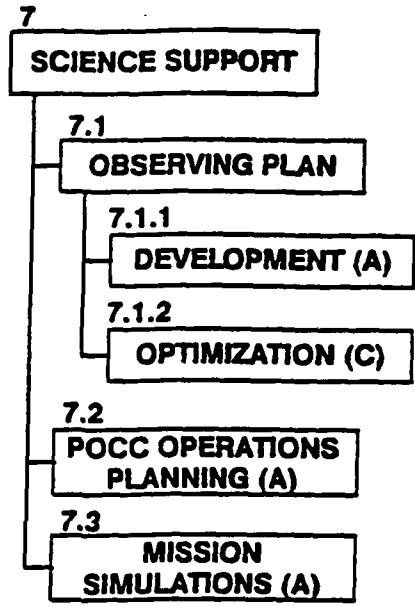 7
SCIENCE SUPPORT
7.1
OBSERVING PLAN
7.1.1
DEVELOPMENT (A)
7.1.2
OPTIMIZATION (C)
7.2
POCC OPERATIONS
PLANNING (A)
7.3
MISSION
SIMULATIONS (A)